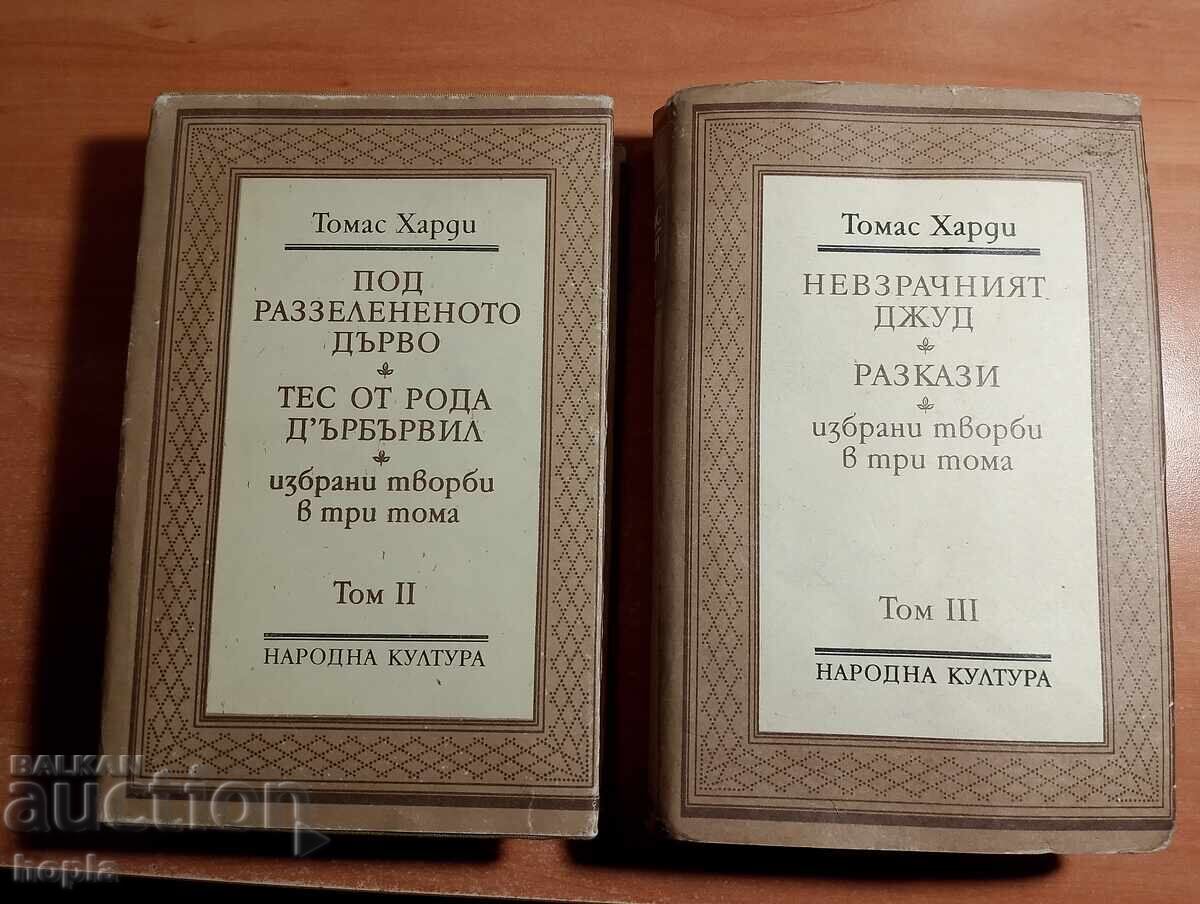 Томас Харди
ПОД
РАЗЗЕЛЕНЕНОТО
ДЪРВО
ТЕС ОТ РОДА
Д'ЪРБЪРВИЛ
избрани творби
в три тома
Том II
НАРОДНА КУЛТУРА
Томас Харди
НЕВЗРАЧНИЯТ
ДЖУД
РАЗКАЗИ
избрани творби
в три тома
Том III
НАРОДНА КУЛТУРА
BALKAN
auction
hopla